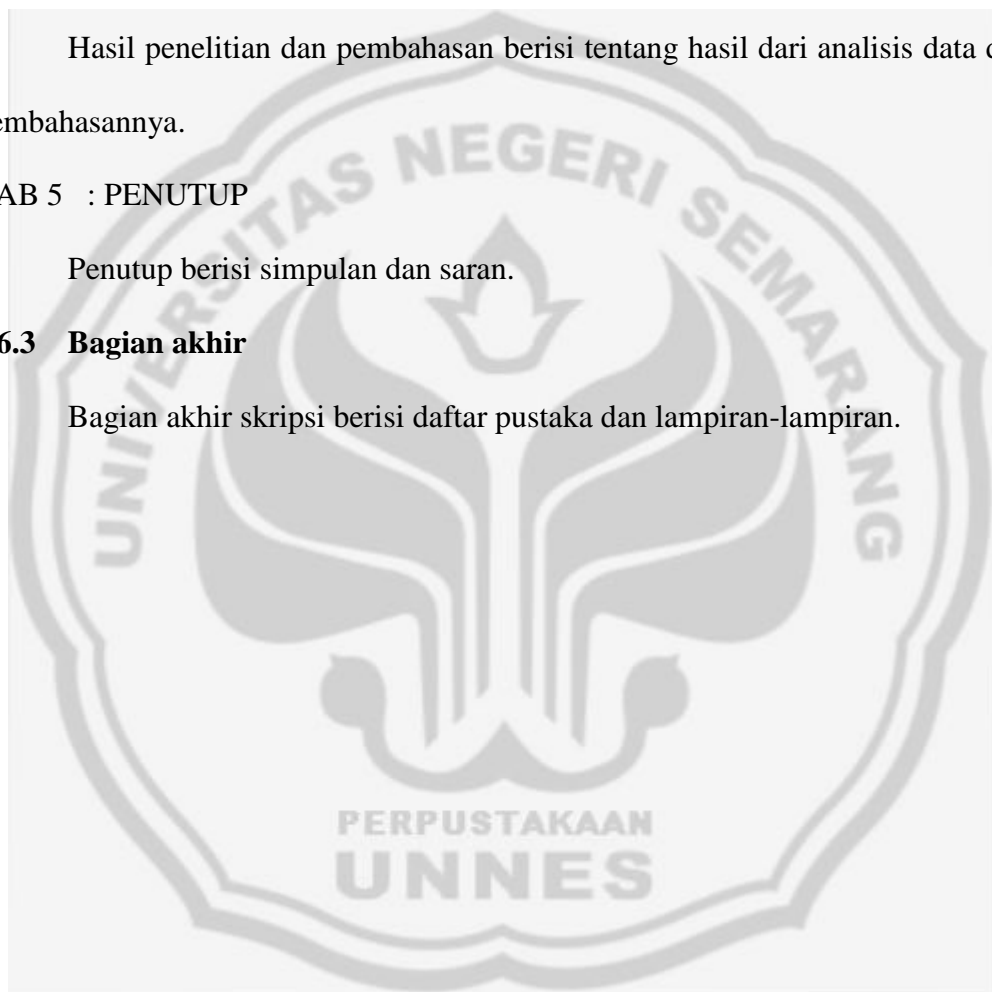 Hasil penelitian dan pembahasan berisi tentang hasil dari analisis data
embahasannya.
AB 5 : PENUTUP
Penutup berisi simpulan dan saran.
6.3 Bagian akhir
Bagian akhir skripsi berisi daftar pustaka dan lampiran-lampiran.
UNIVERSITAS NEGERI SEMARANG
PERPUSTAKAAN
UNNES